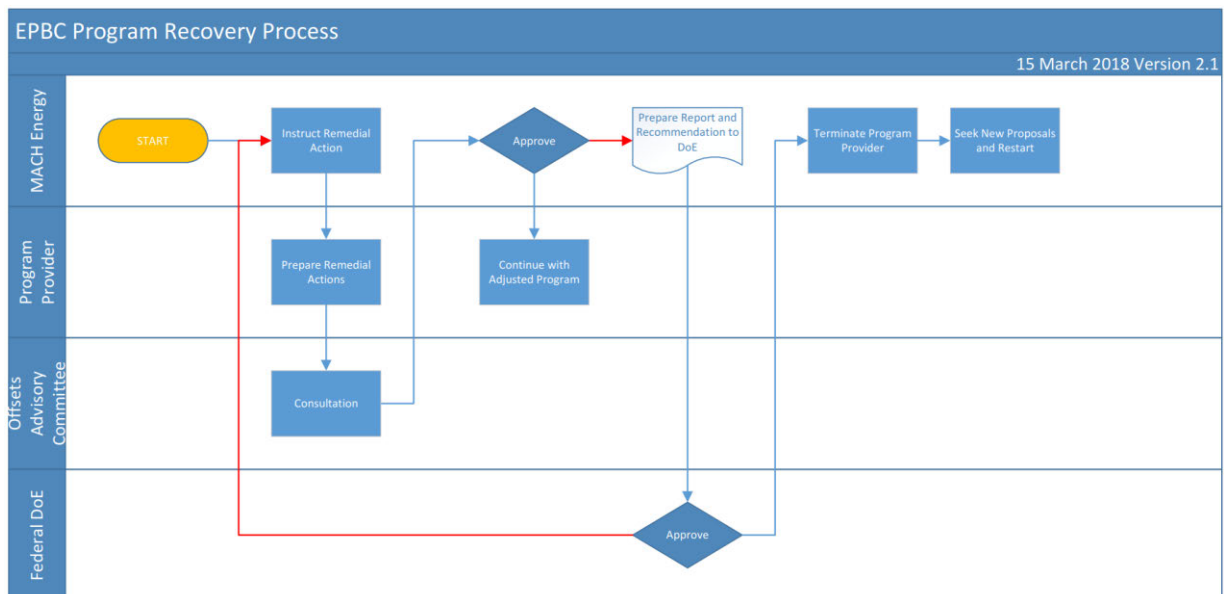 EPBC Program Recovery Process
15 March 2018 Version 2.1
MACH Energy
START
Instruct Remedial
Action
Approve
Prepare Report and
Recommendation to
DoE
Terminate Program
Provider
Seek New Proposals
and Restart
Program
Provider
Prepare Remedial
Actions
Continue with
Adjusted Program
Offsets
Advisory
Committee
Consultation
Federal DoE
Approve